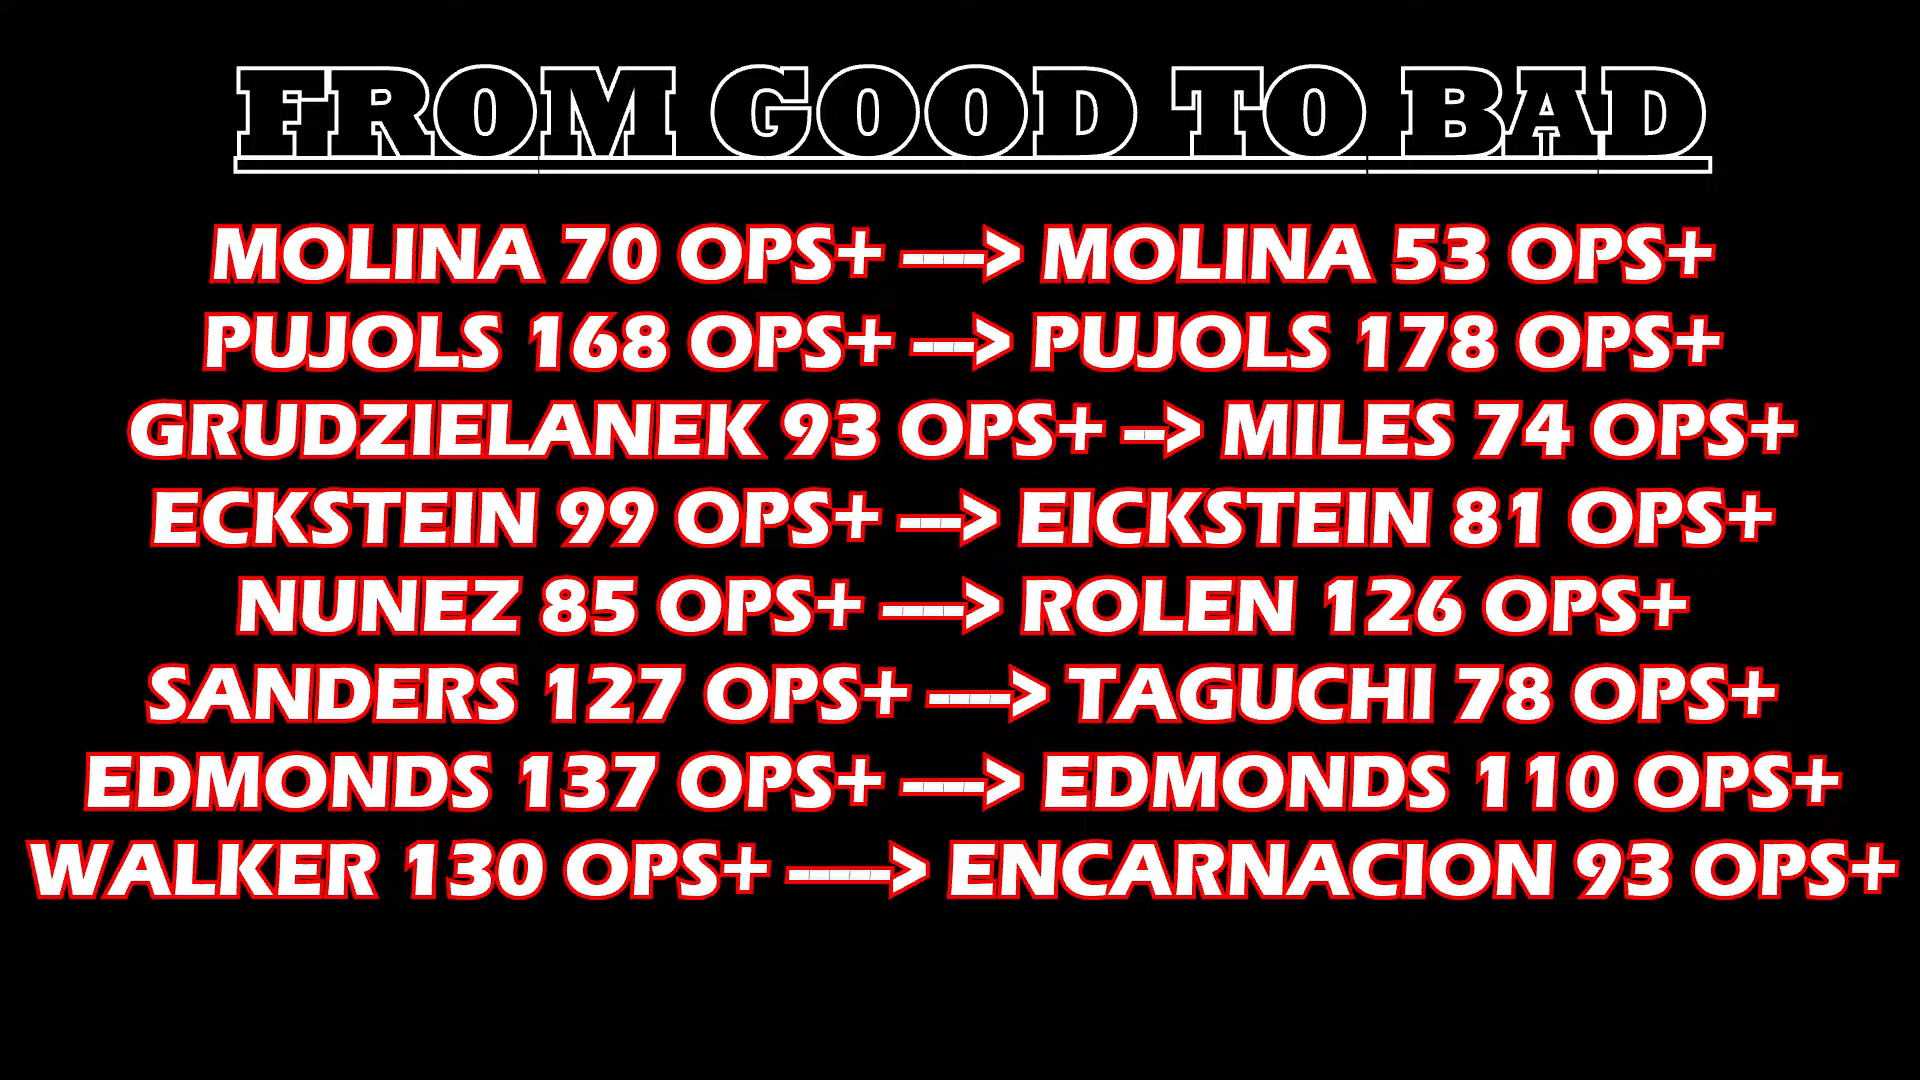 FROM GOOD TO BAD
MOLINA 70 OPS+ ----> MOLINA 53 OPS+
PUJOLS 168 OPS+ ---> PUJOLS 178 OPS+
GRUDZIELANEK 93 OPS+ --> MILES 74 OPS+
ECKSTEIN 99 OPS+ ---> EICKSTEIN 81 OPS+
NUNEZ 85 OPS+ ----> ROLEN 126 OPS+
SANDERS 127 OPS+ ----> TAGUCHI 78 OPS+
EDMONDS 137 OPS+ ----> EDMONDS 110 OPS+
WALKER 130 OPS+ -----> ENCARNACION 93 OPS+